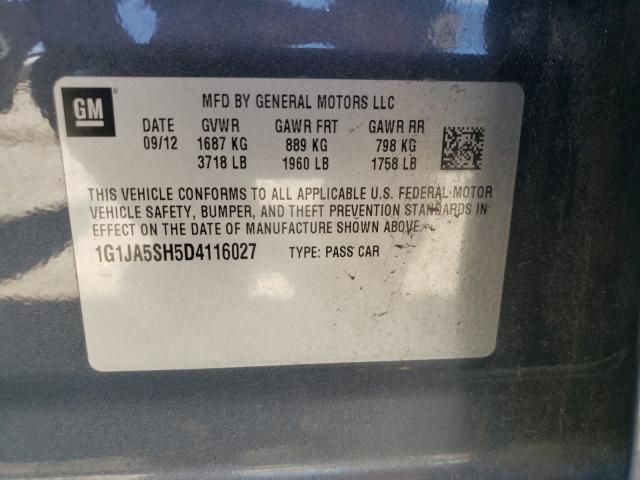 GM ®
MFD BY GENERAL MOTORS LLC
DATE GVWR GAWR FRT GAWR RR
09/12 1687 KG 889 KG 798 KG
3718 LB 1960 LB 1758 LB
THIS VEHICLE CONFORMS TO ALL APPLICABLE U.S. FEDERAL MOTOR
VEHICLE SAFETY, BUMPER, AND THEFT PREVENTION STANDARDS IN
EFFECT ON THE DATE OF MANUFACTURE SHOWN ABOVE.
1G1JA5SH5D4116027 TYPE: PASS CAR